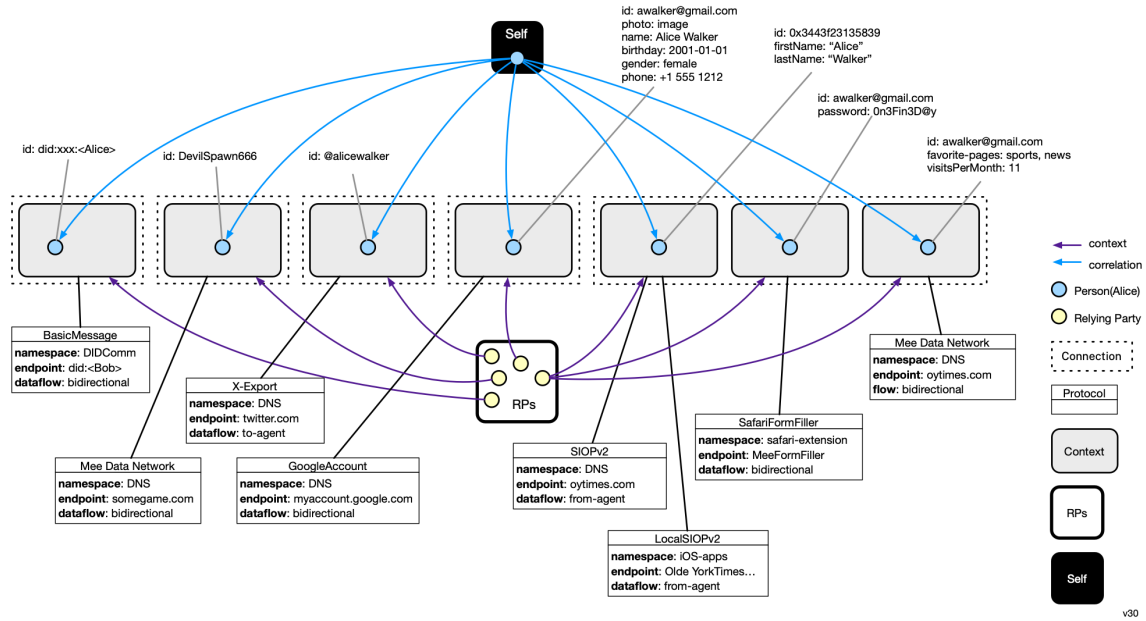 Self
id: awalker@gmail.com
photo: image
name: Alice Walker
birthday: 2001-01-01
gender: female
phone: +1 555 1212
id: 0x3443f23135839
firstName: “Alice”
lastName: “Walker”
id: awalker@gmail.com
password: 0n3Fin3D@y
id: awalker@gmail.com
favorite-pages: sports, news
visitsPerMonth: 11
id: did:xxx:<Alice>
id: DevilSpawn666
id: @alicewalker
BasicMessage
namespace: DIDComm
endpoint: did:<Bob>
dataflow: bidirectional
Mee Data Network
namespace: DNS
endpoint: somegame.com
dataflow: bidirectional
X-Export
namespace: DNS
endpoint: twitter.com
dataflow: to-agent
GoogleAccount
namespace: DNS
endpoint: myaccount.google.com
dataflow: bidirectional
RPs
SIOPv2
namespace: DNS
endpoint: oytimes.com
dataflow: from-agent
LocalSIOPv2
namespace: iOS-apps
endpoint: Olde YorkTimes…
dataflow: from-agent
SafariFormFiller
namespace: safari-extension
endpoint: MeeFormFiller
dataflow: bidirectional
Mee Data Network
namespace: DNS
endpoint: oytimes.com
flow: bidirectional
context
correlation
Person(Alice)
Relying Party
Connection
Protocol
Context
RPs
Self
v30